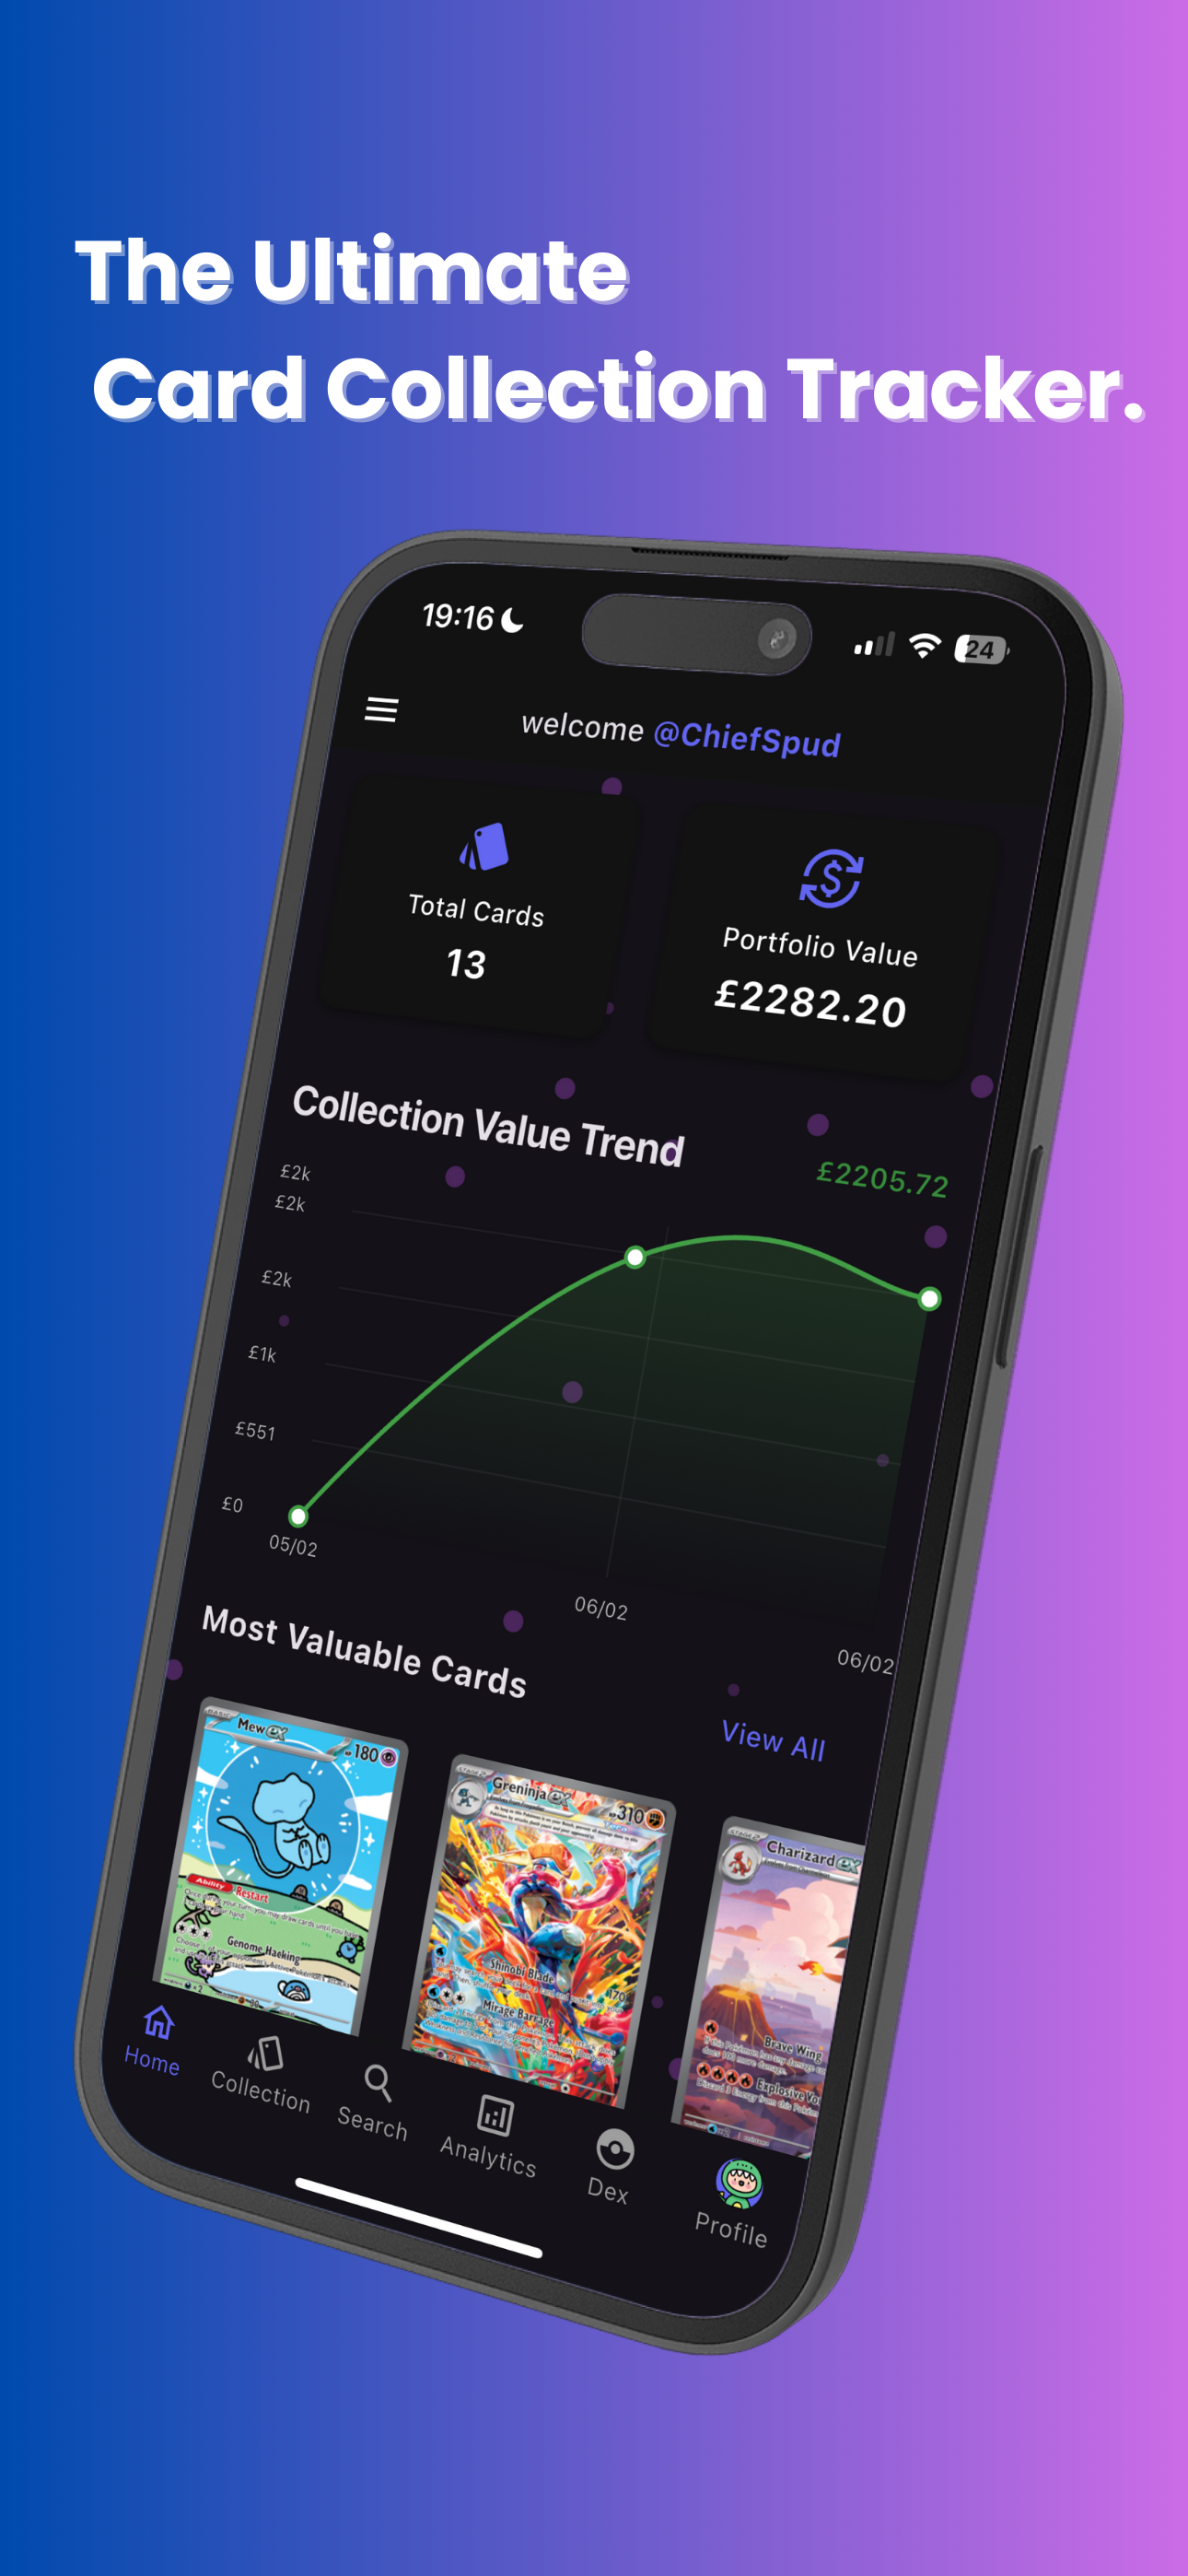 The Ultimate
Card Collection Tracker.
19:16
24
welcome @ChiefSpud
Total Cards
13
Portfolio Value
£2282.20
Collection Value Trend
£2205.72
£2k
£2k
£2k
£1k
£551
£0
05/02
06/02
06/02
Most Valuable Cards
View All
BASIC
Mew ex
HP 180
Ability Restart
Genome Hacking
Greninja ex
310
Shinobi Blade
170
Mirage Barrage
Charizard ex
Brave Wing
Explosive
Home
Collection
Search
Analytics
Dex
Profile